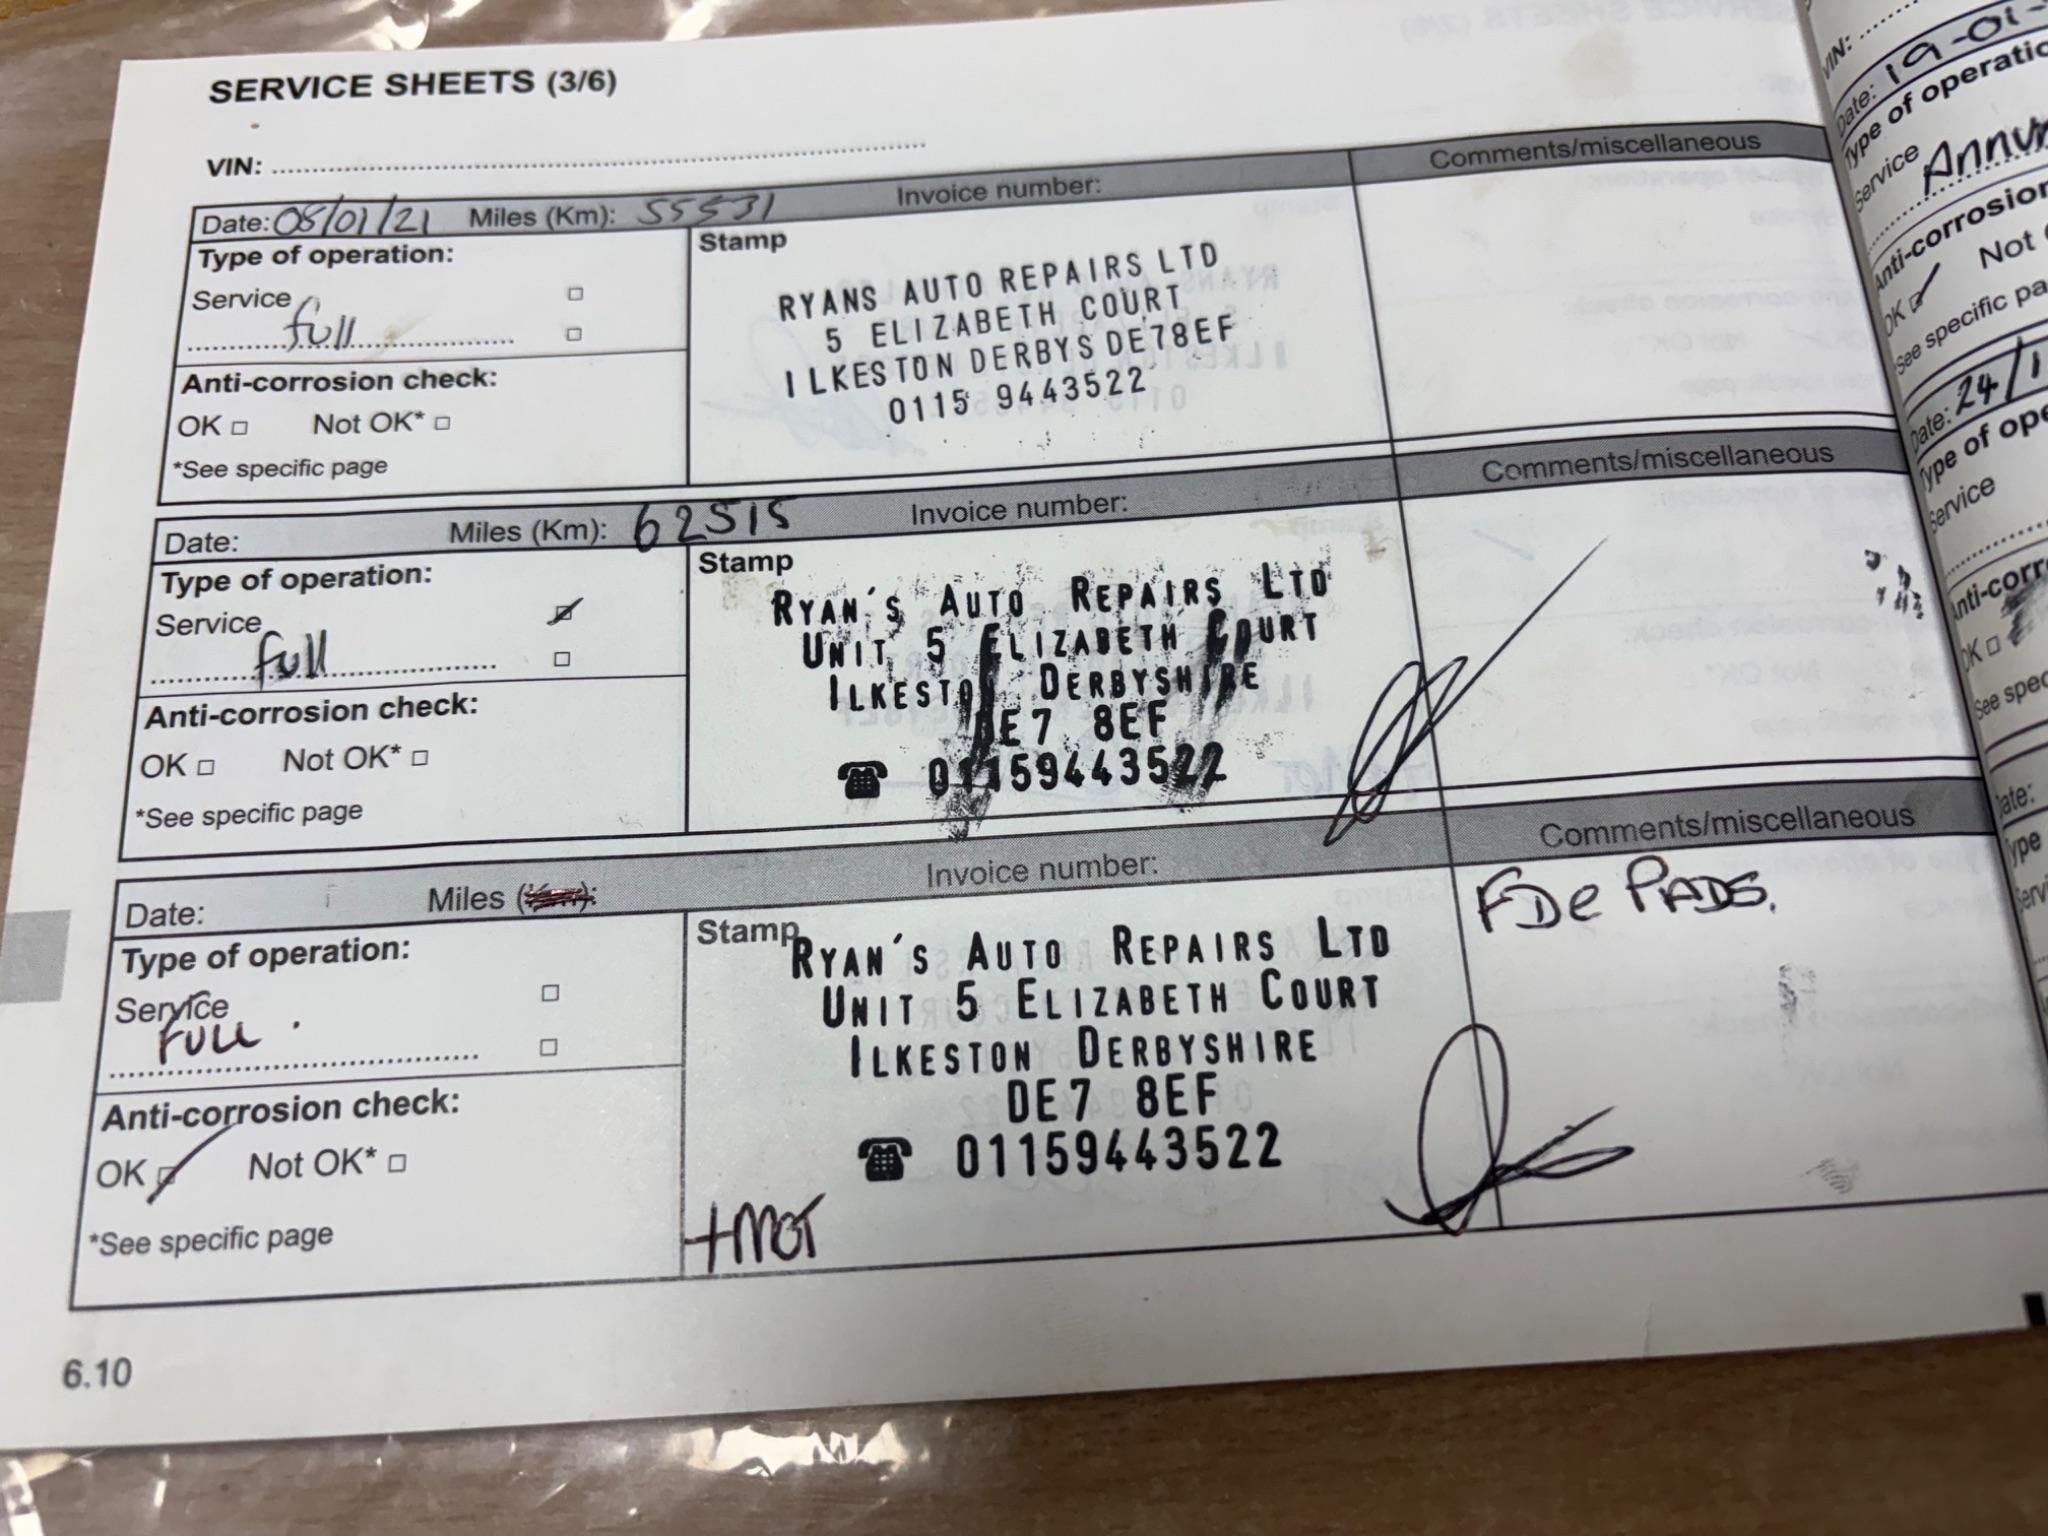 SERVICE SHEETS (3/6)
VIN:
Date: 08/01/21 Miles (Km): 55531 Invoice number: Comments/miscellaneous
Type of operation:
Service
full
Anti-corrosion check:
OK Not OK*
*See specific page
Stamp
RYANS AUTO REPAIRS LTD
5 ELIZABETH COURT
ILKESTON DERBYS DE78EF
0115 9443522
Date: Miles (Km): 62515 Invoice number: Comments/miscellaneous
Type of operation:
Service
full
Anti-corrosion check:
OK Not OK*
*See specific page
Stamp
RYAN'S AUTO REPAIRS LTD
UNIT 5 ELIZABETH COURT
ILKESTON DERBYSHIRE
DE7 8EF
01159443522
Date: Miles Invoice number: Comments/miscellaneous
Type of operation:
Service
FULL.
Anti-corrosion check:
OK Not OK*
*See specific page
Stamp
RYAN'S AUTO REPAIRS LTD
UNIT 5 ELIZABETH COURT
ILKESTON DERBYSHIRE
DE7 8EF
01159443522
+MOT
FDe PADS.
6.10
VIN:
Date: 19-01-
Type of operatio
Service
Annu
Anti-corrosion
OK Not
See specific pa
Date: 24/1
Type of ope
Service
Anti-corr
OK
See spec
Date:
Type
Serv